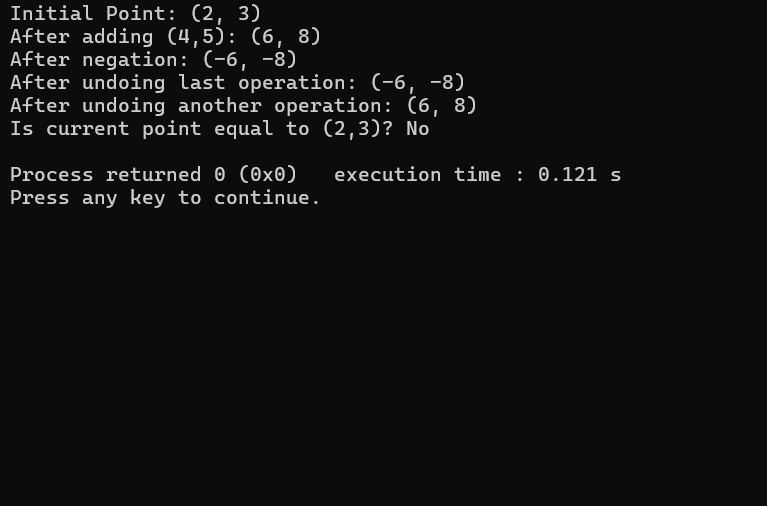 Initial Point: (2, 3)
After adding (4,5): (6, 8)
After negation: (-6, -8)
After undoing last operation: (-6, -8)
After undoing another operation: (6, 8)
Is current point equal to (2,3)? No
Process returned 0 (0x0)   execution time : 0.121 s
Press any key to continue.